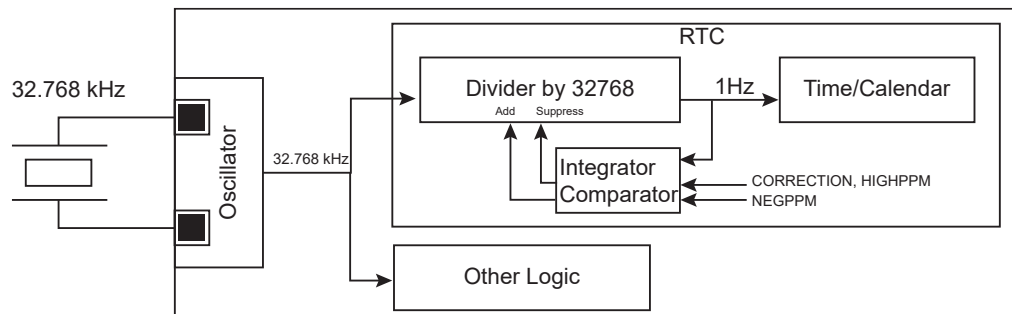 RTC
32.768 kHz
Divider by 32768
1Hz
Time/Calendar
Add Suppress
Oscillator
32.768 kHz
Integrator
Comparator
CORRECTION, HIGHPPM
NEGPPM
Other Logic